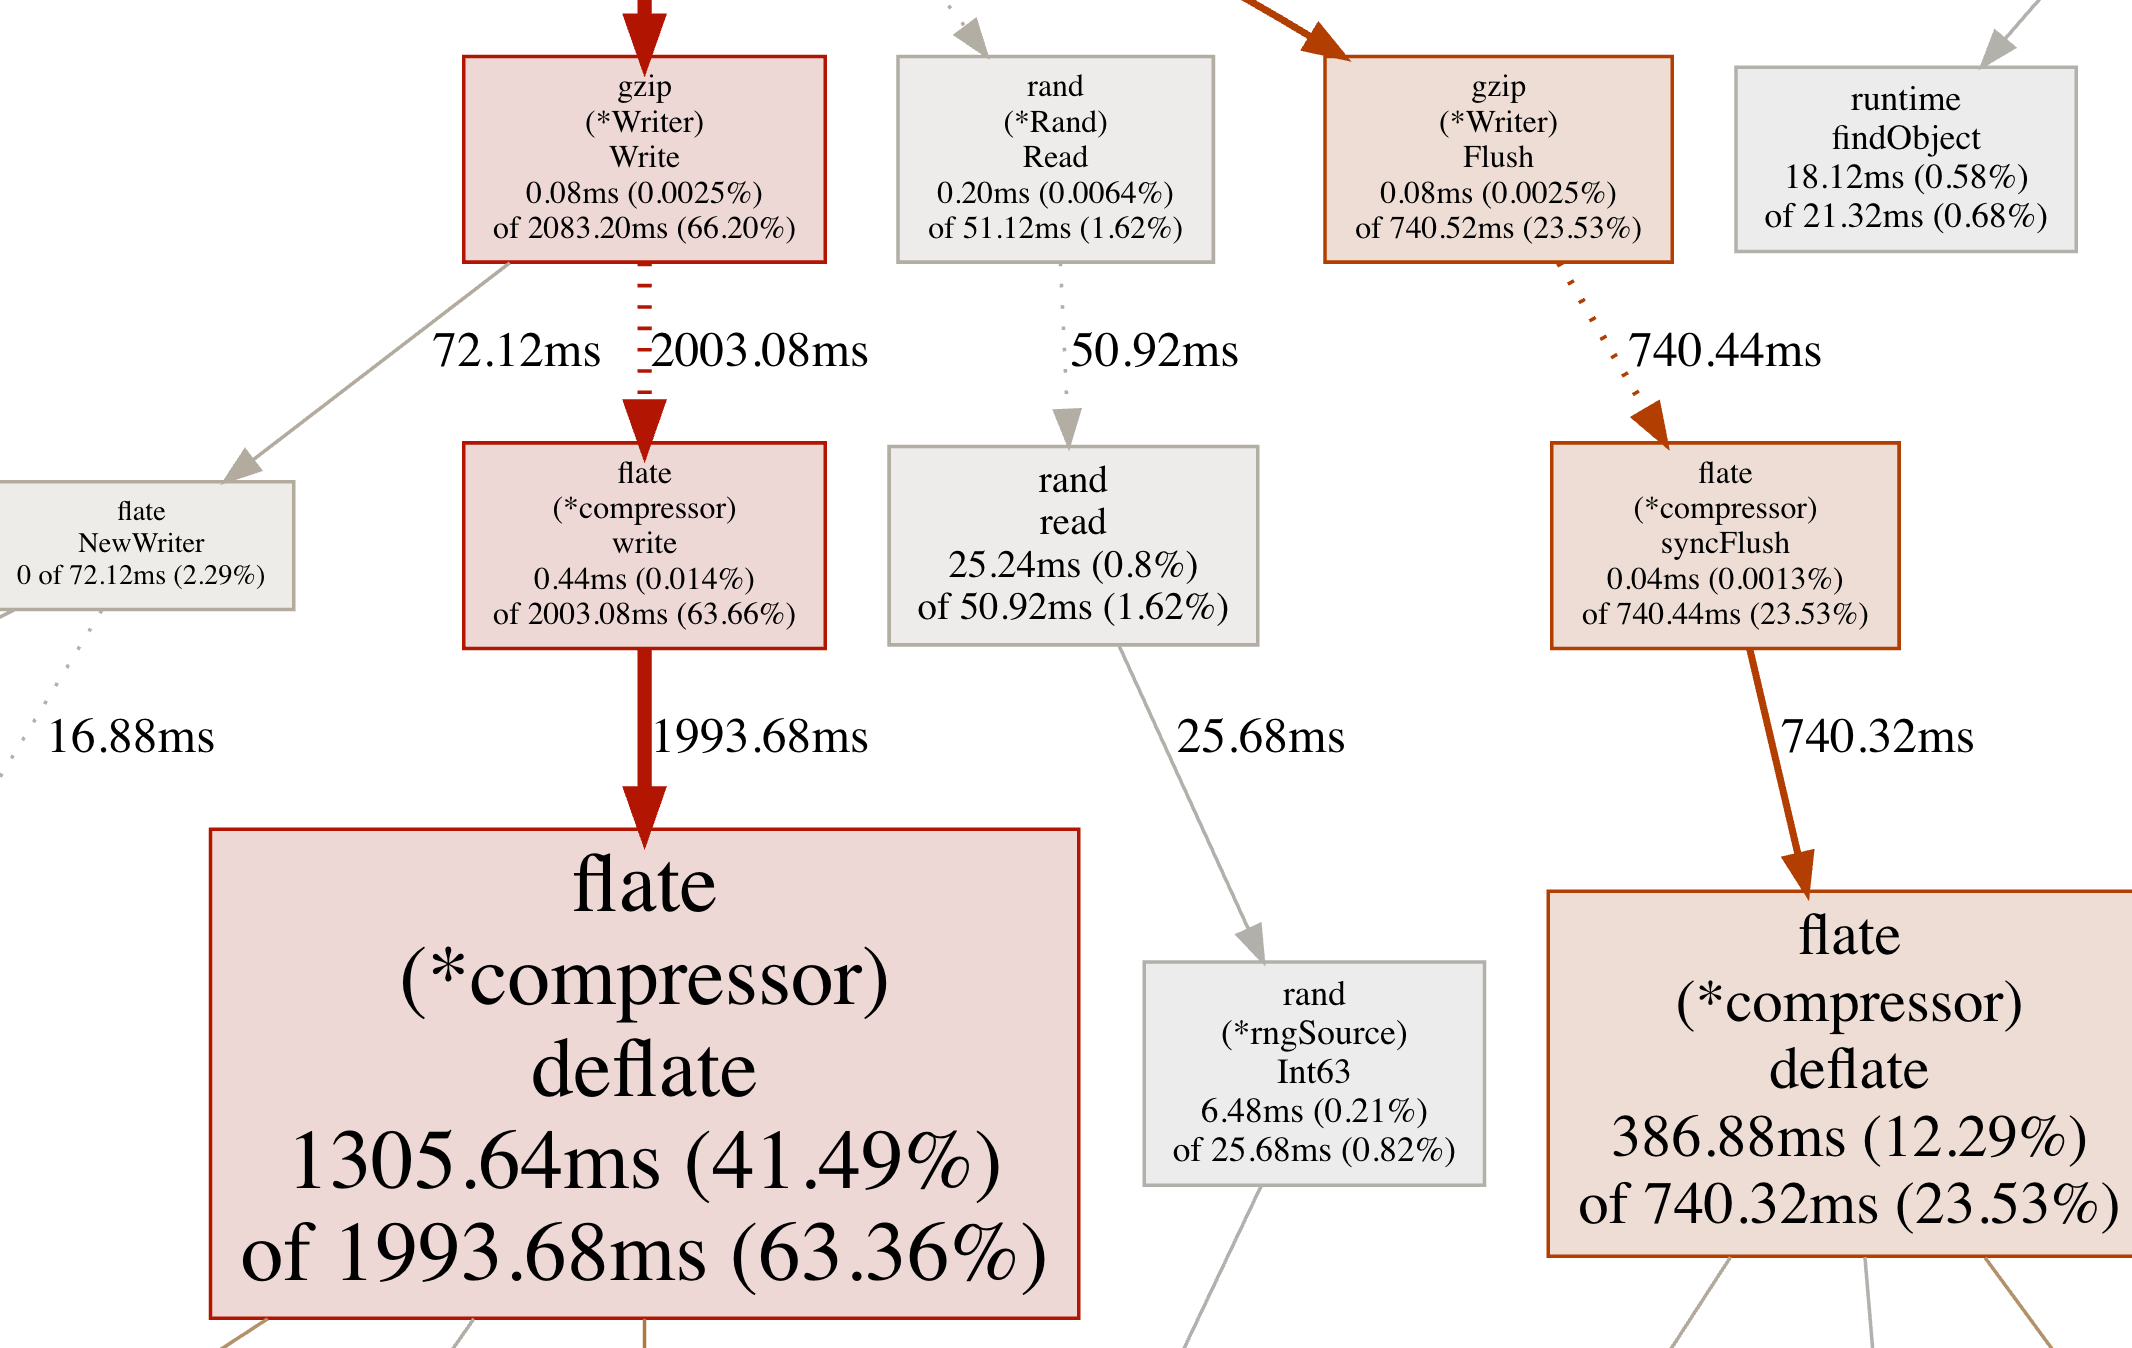 gzip
(*Writer)
Write
0.08ms (0.0025%)
of 2083.20ms (66.20%)
rand
(*Rand)
Read
0.20ms (0.0064%)
of 51.12ms (1.62%)
gzip
(*Writer)
Flush
0.08ms (0.0025%)
of 740.52ms (23.53%)
runtime
findObject
18.12ms (0.58%)
of 21.32ms (0.68%)
72.12ms
2003.08ms
50.92ms
740.44ms
flate
NewWriter
0 of 72.12ms (2.29%)
flate
(*compressor)
write
0.44ms (0.014%)
of 2003.08ms (63.66%)
rand
read
25.24ms (0.8%)
of 50.92ms (1.62%)
flate
(*compressor)
syncFlush
0.04ms (0.0013%)
of 740.44ms (23.53%)
16.88ms
1993.68ms
25.68ms
740.32ms
flate
(*compressor)
deflate
1305.64ms (41.49%)
of 1993.68ms (63.36%)
rand
(*rngSource)
Int63
6.48ms (0.21%)
of 25.68ms (0.82%)
flate
(*compressor)
deflate
386.88ms (12.29%)
of 740.32ms (23.53%)